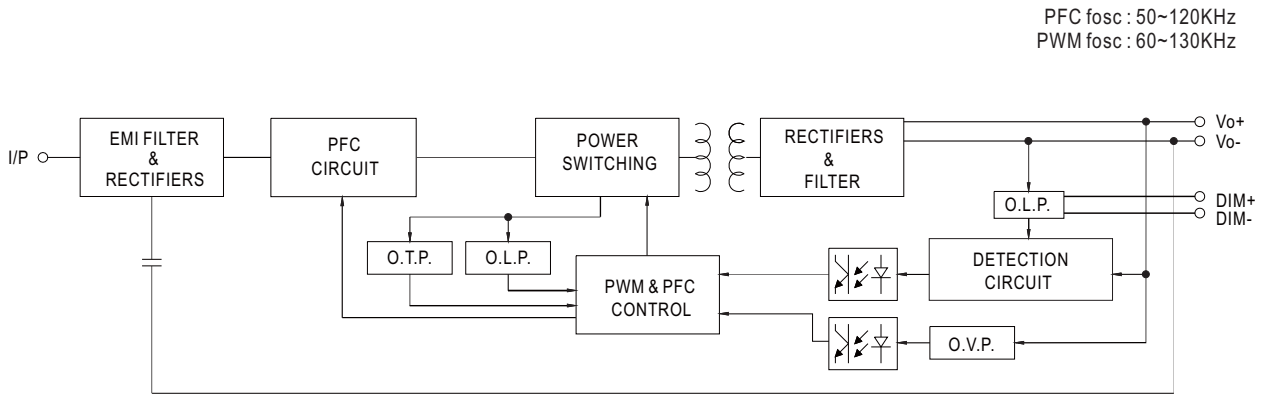 PFC fosc : 50~120KHz
PWM fosc : 60~130KHz
I/P
EMI FILTER
&
RECTIFIERS
PFC
CIRCUIT
POWER
SWITCHING
RECTIFIERS
&
FILTER
Vo+
Vo-
DIM+
DIM-
O.L.P.
O.T.P.
O.L.P.
PWM & PFC
CONTROL
DETECTION
CIRCUIT
O.V.P.